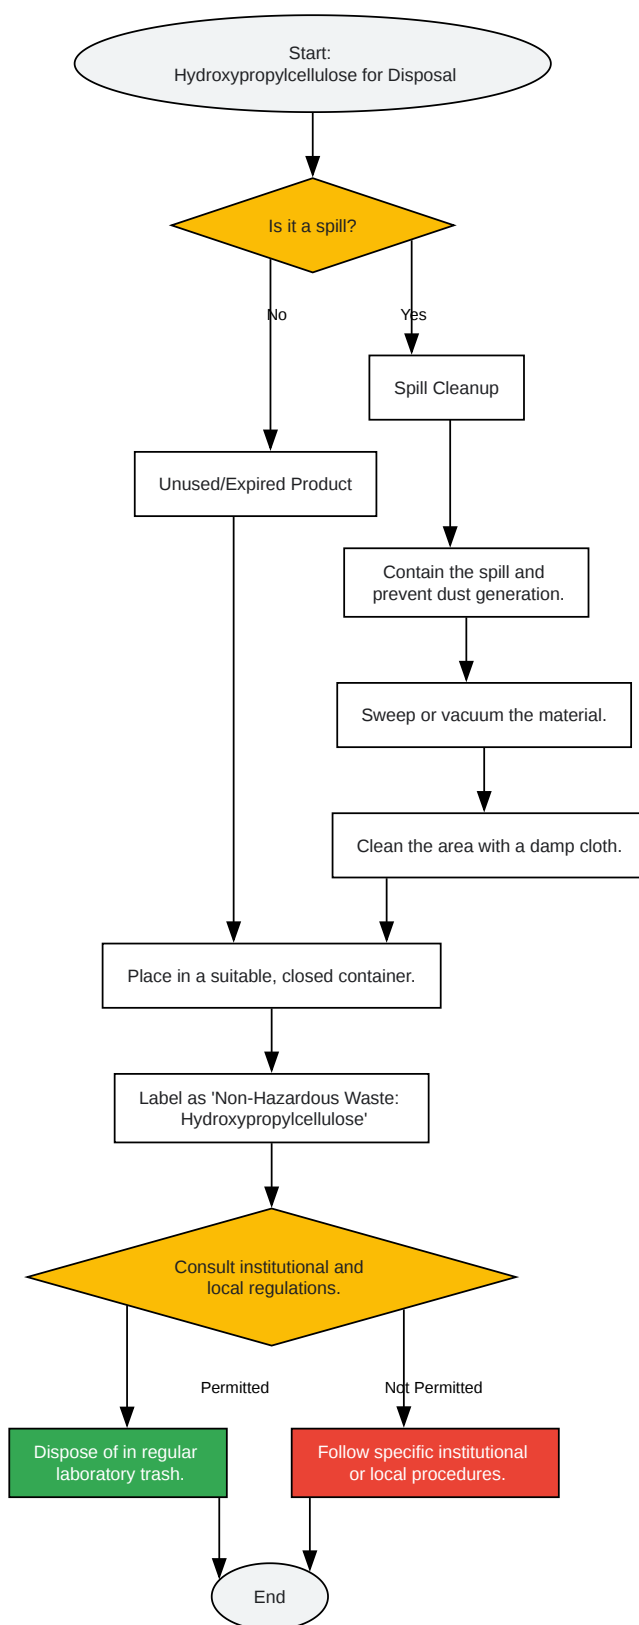 Start:
Hydroxypropylcellulose for Disposal
Is it a spill?
No
Yes
Spill Cleanup
Unused/Expired Product
Contain the spill and
prevent dust generation.
Sweep or vacuum the material.
Clean the area with a damp cloth.
Place in a suitable, closed container.
Label as 'Non-Hazardous Waste:
Hydroxypropylcellulose'
Consult institutional and
local regulations.
Permitted
Not Permitted
Dispose of in regular
laboratory trash.
Follow specific institutional
or local procedures.
End